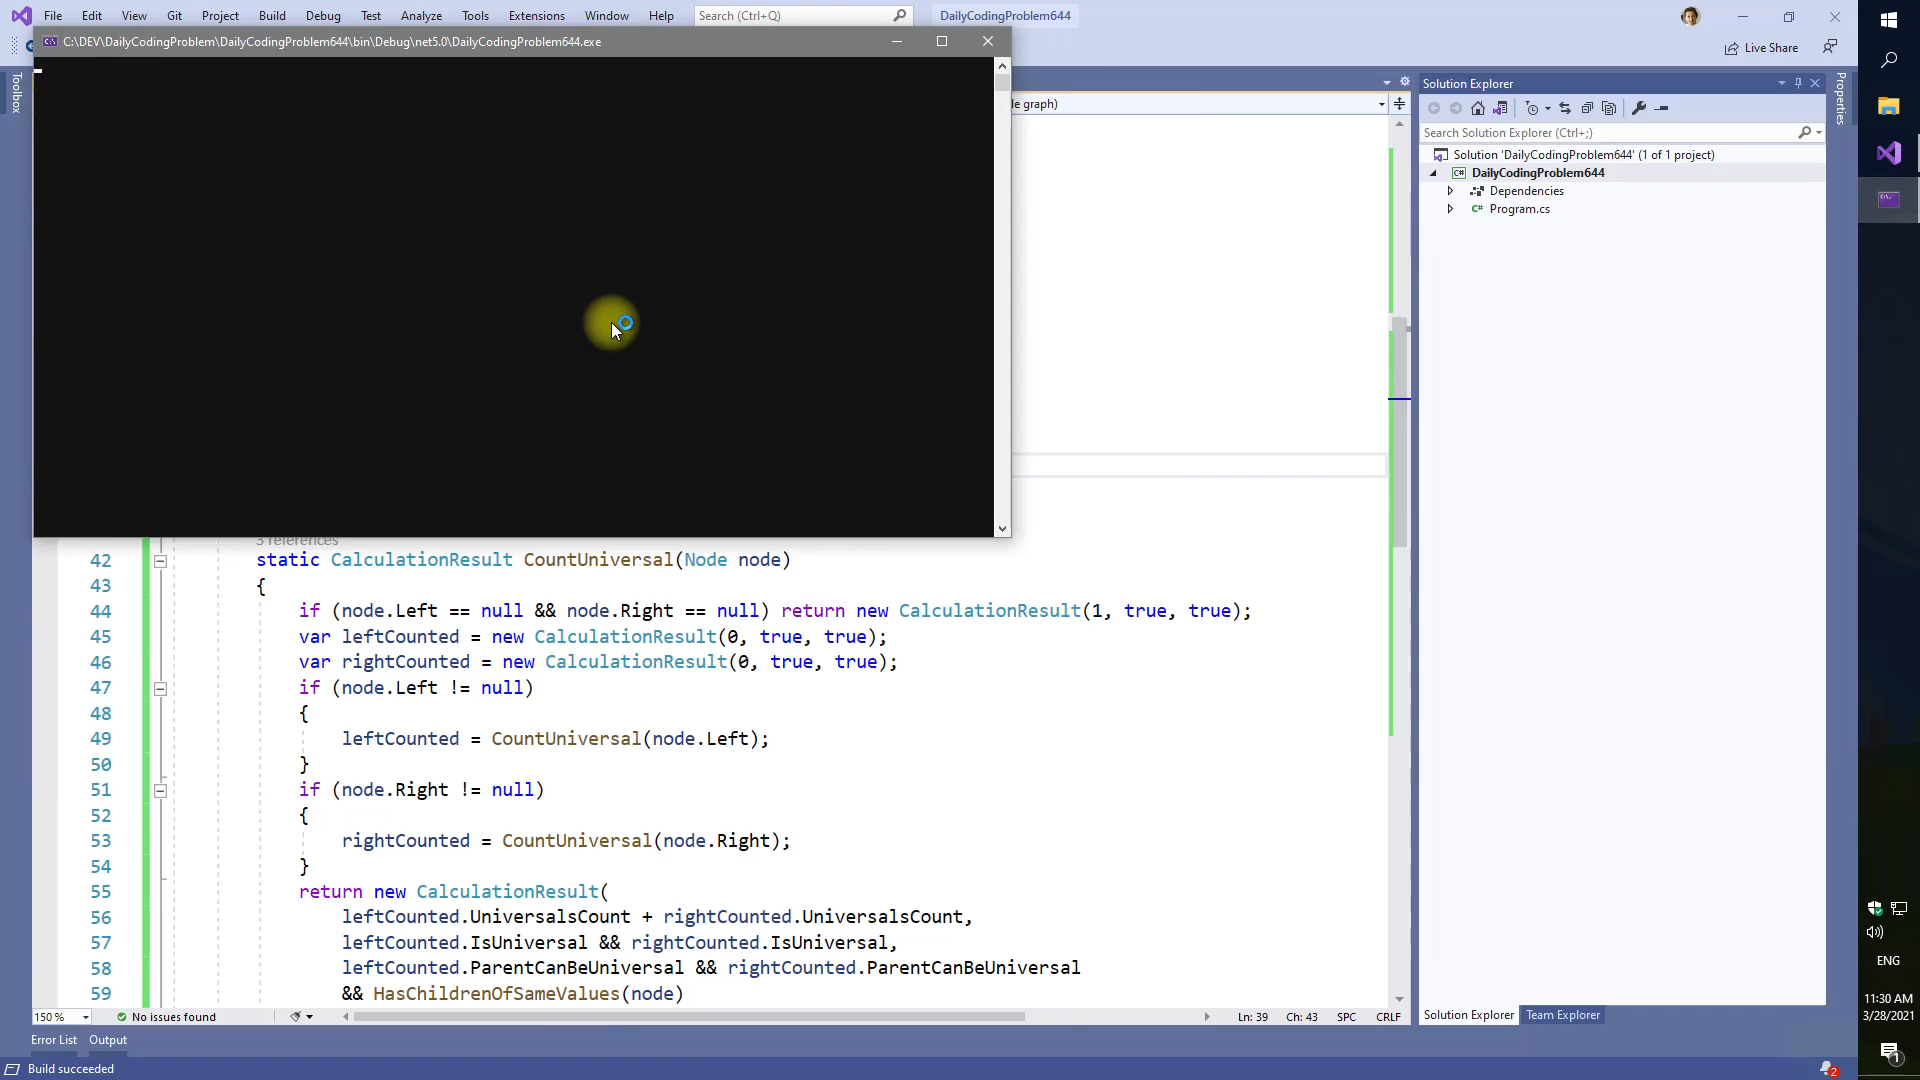 File Edit View Git Project Build Debug Test Analyze Tools Extensions Window Help Search (Ctrl+Q) DailyCodingProblem644
Live Share
C:\DEV\DailyCodingProblem\DailyCodingProblem644\bin\Debug\net5.0\DailyCodingProblem644.exe
Toolbox
le graph)
Solution Explorer
Search Solution Explorer (Ctrl+;)
Solution 'DailyCodingProblem644' (1 of 1 project)
DailyCodingProblem644
Dependencies
C# Program.cs
Properties
3 references
42 static CalculationResult CountUniversal(Node node)
43 {
44 if (node.Left == null && node.Right == null) return new CalculationResult(1, true, true);
45 var leftCounted = new CalculationResult(0, true, true);
46 var rightCounted = new CalculationResult(0, true, true);
47 if (node.Left != null)
48 {
49 leftCounted = CountUniversal(node.Left);
50 }
51 if (node.Right != null)
52 {
53 rightCounted = CountUniversal(node.Right);
54 }
55 return new CalculationResult(
56 leftCounted.UniversalsCount + rightCounted.UniversalsCount,
57 leftCounted.IsUniversal && rightCounted.IsUniversal,
58 leftCounted.ParentCanBeUniversal && rightCounted.ParentCanBeUniversal
59 && HasChildrenOfSameValues(node)
150 % No issues found Ln: 39 Ch: 43 SPC CRLF
Solution Explorer Team Explorer
Error List Output
Build succeeded
2
ENG
11:30 AM
3/28/2021
1